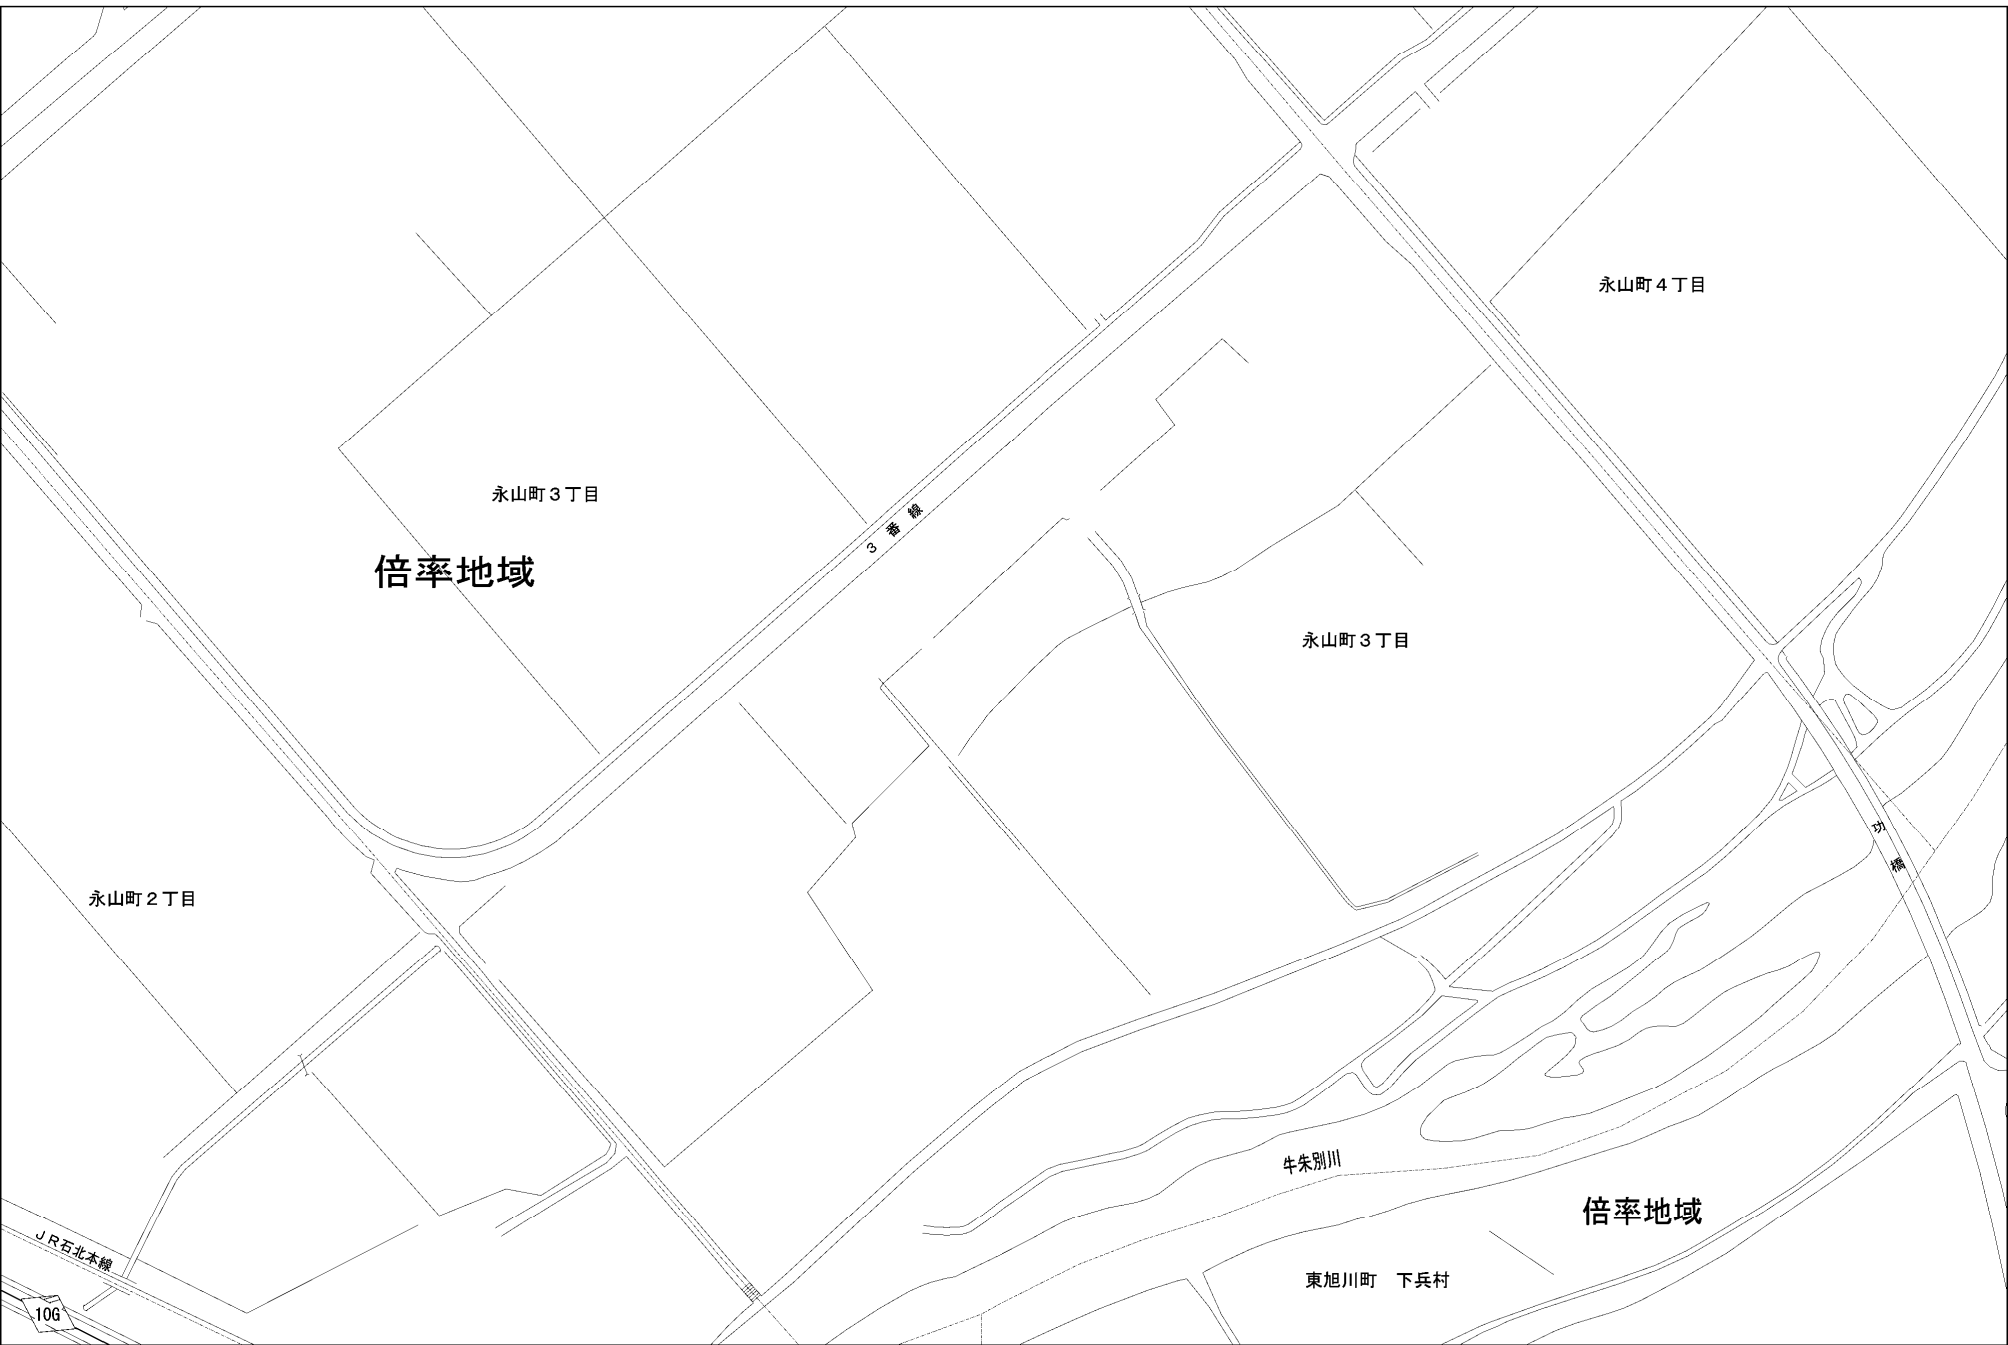 永山町４丁目
永山町３丁目
３番線
倍率地域
永山町３丁目
功橋
永山町２丁目
牛朱別川
倍率地域
ＪＲ石北本線
東旭川町　下兵村
10G